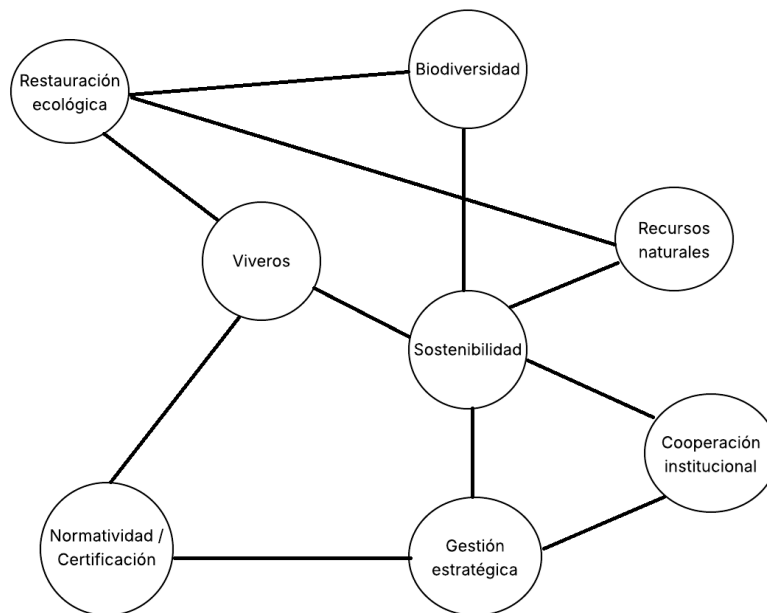 Restauración
ecológica
Biodiversidad
Recursos
naturales
Viveros
Sostenibilidad
Cooperación
institucional
Normatividad /
Certificación
Gestión
estratégica